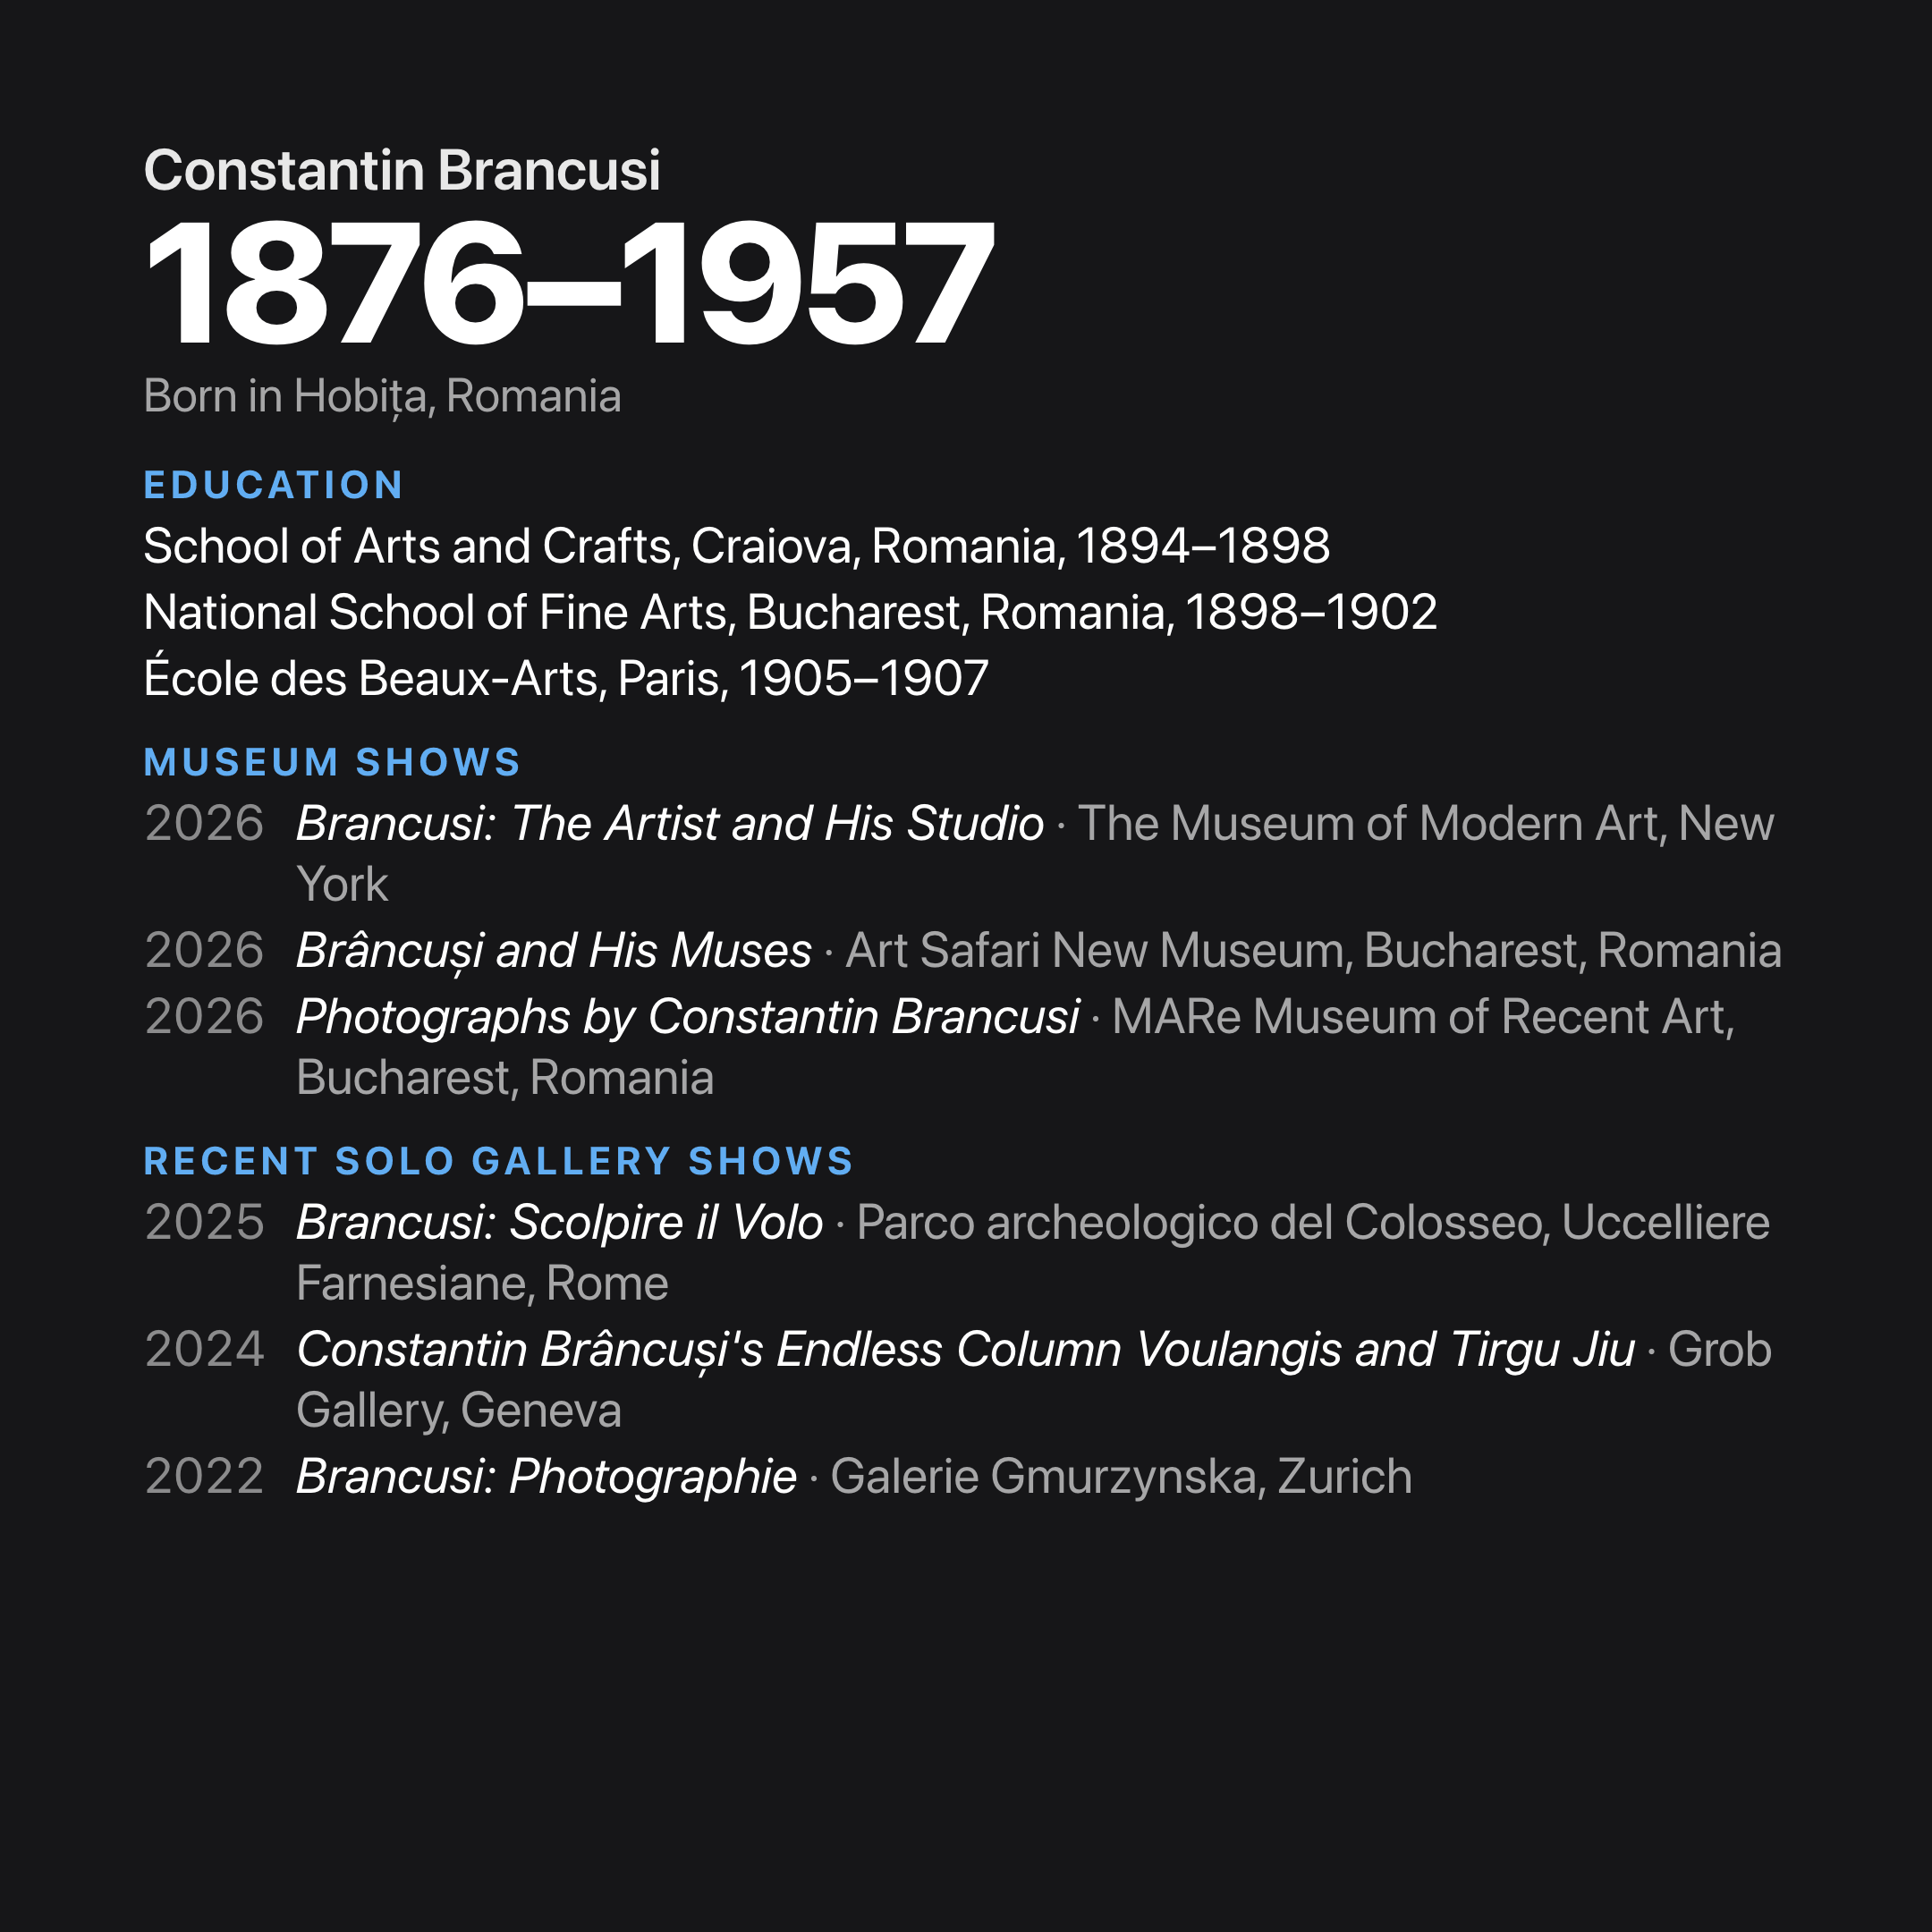 Constantin Brancusi
1876–1957
Born in Hobița, Romania
EDUCATION
School of Arts and Crafts, Craiova, Romania, 1894–1898
National School of Fine Arts, Bucharest, Romania, 1898–1902
École des Beaux-Arts, Paris, 1905–1907
MUSEUM SHOWS
2026 Brancusi: The Artist and His Studio · The Museum of Modern Art, New
York
2026 Brâncuși and His Muses · Art Safari New Museum, Bucharest, Romania
2026 Photographs by Constantin Brancusi · MARe Museum of Recent Art,
Bucharest, Romania
RECENT SOLO GALLERY SHOWS
2025 Brancusi: Scolpire il Volo · Parco archeologico del Colosseo, Uccelliere
Farnesiane, Rome
2024 Constantin Brâncuși's Endless Column Voulangis and Tirgu Jiu · Grob
Gallery, Geneva
2022 Brancusi: Photographie · Galerie Gmurzynska, Zurich